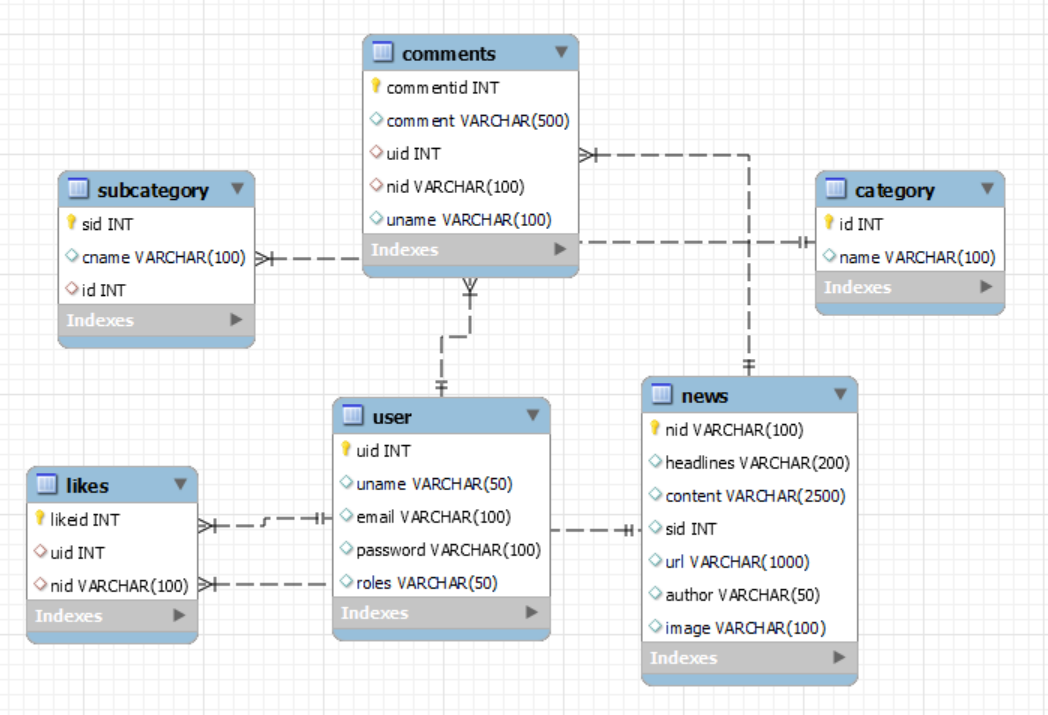 comments
commentid INT
comment VARCHAR(500)
uid INT
nid VARCHAR(100)
uname VARCHAR(100)
Indexes
subcategory
sid INT
cname VARCHAR(100)
id INT
Indexes
category
id INT
name VARCHAR(100)
Indexes
user
uid INT
uname VARCHAR(50)
email VARCHAR(100)
password VARCHAR(100)
roles VARCHAR(50)
Indexes
news
nid VARCHAR(100)
headlines VARCHAR(200)
content VARCHAR(2500)
sid INT
url VARCHAR(1000)
author VARCHAR(50)
image VARCHAR(100)
Indexes
likes
likeid INT
uid INT
nid VARCHAR(100)
Indexes